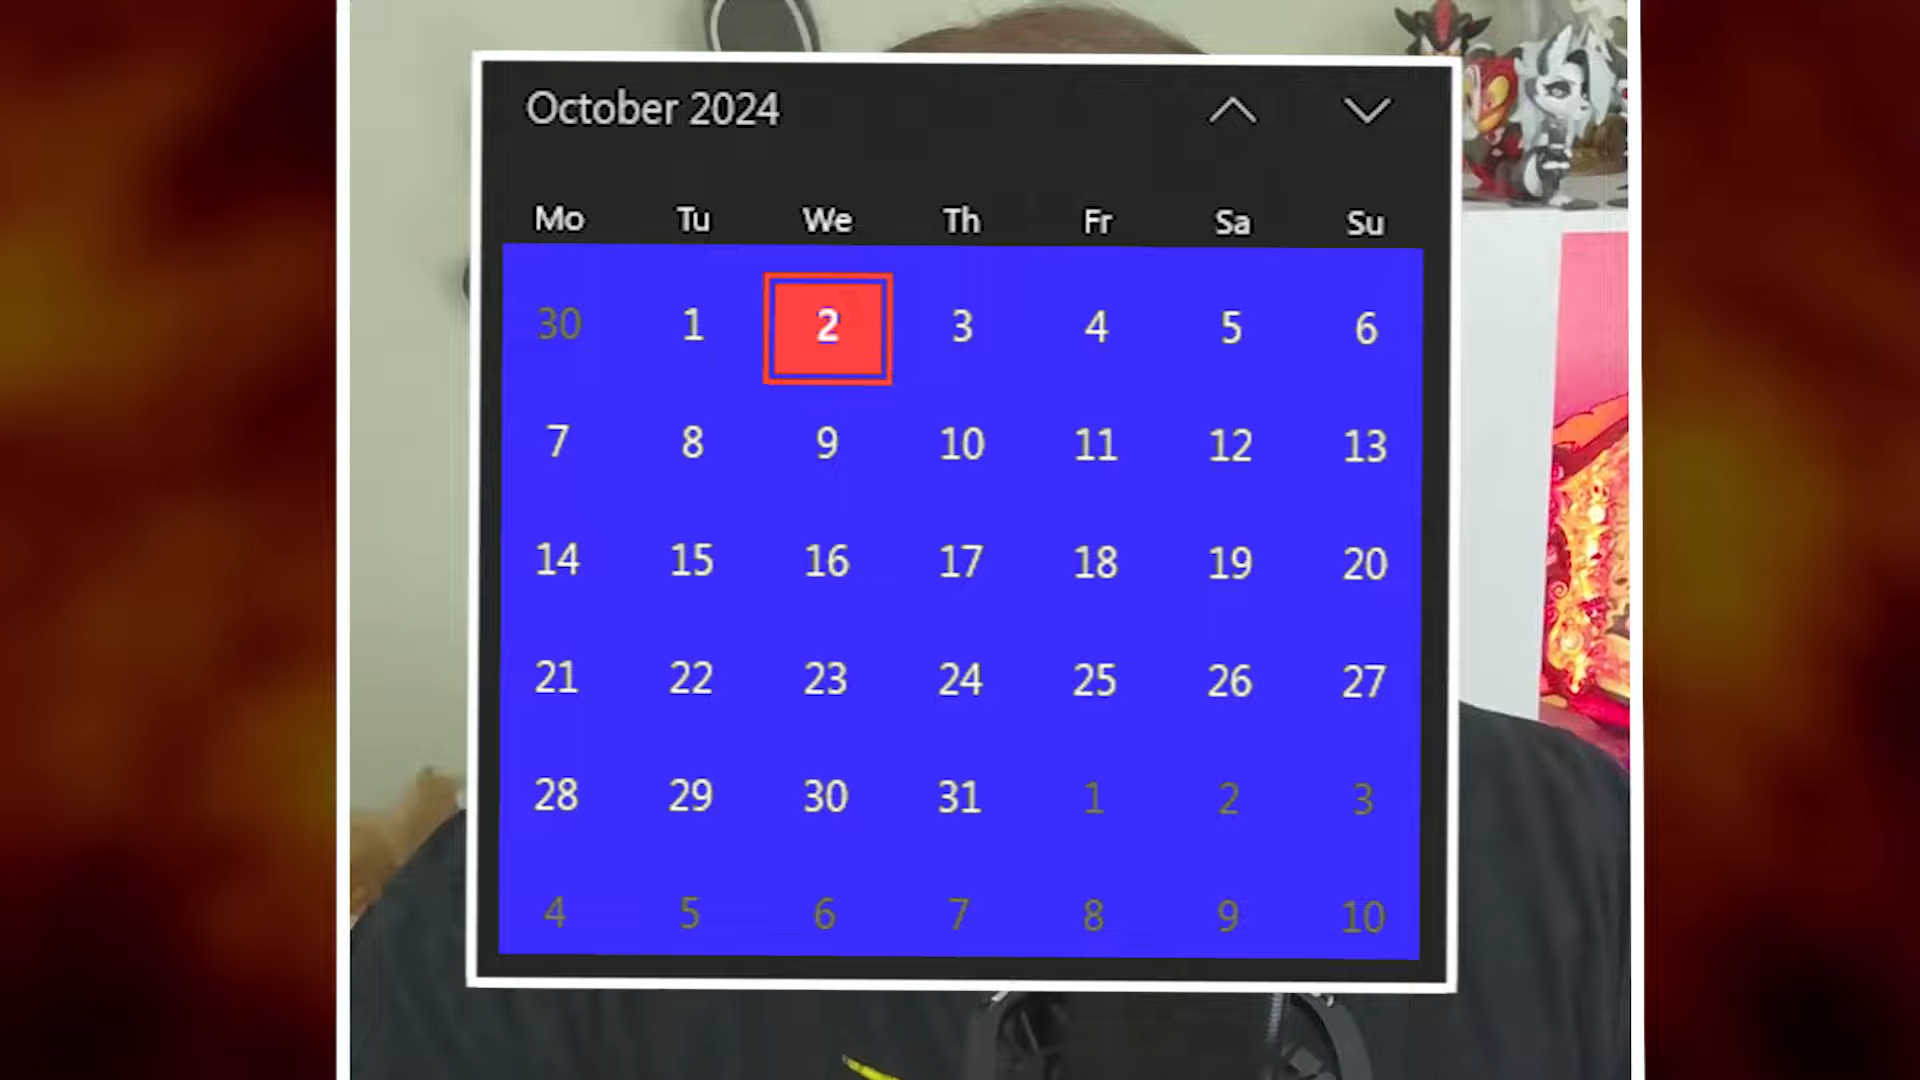 October 2024
Mo Tu We Th Fr Sa Su
30 1 2 3 4 5 6
7 8 9 10 11 12 13
14 15 16 17 18 19 20
21 22 23 24 25 26 27
28 29 30 31 1 2 3
4 5 6 7 8 9 10